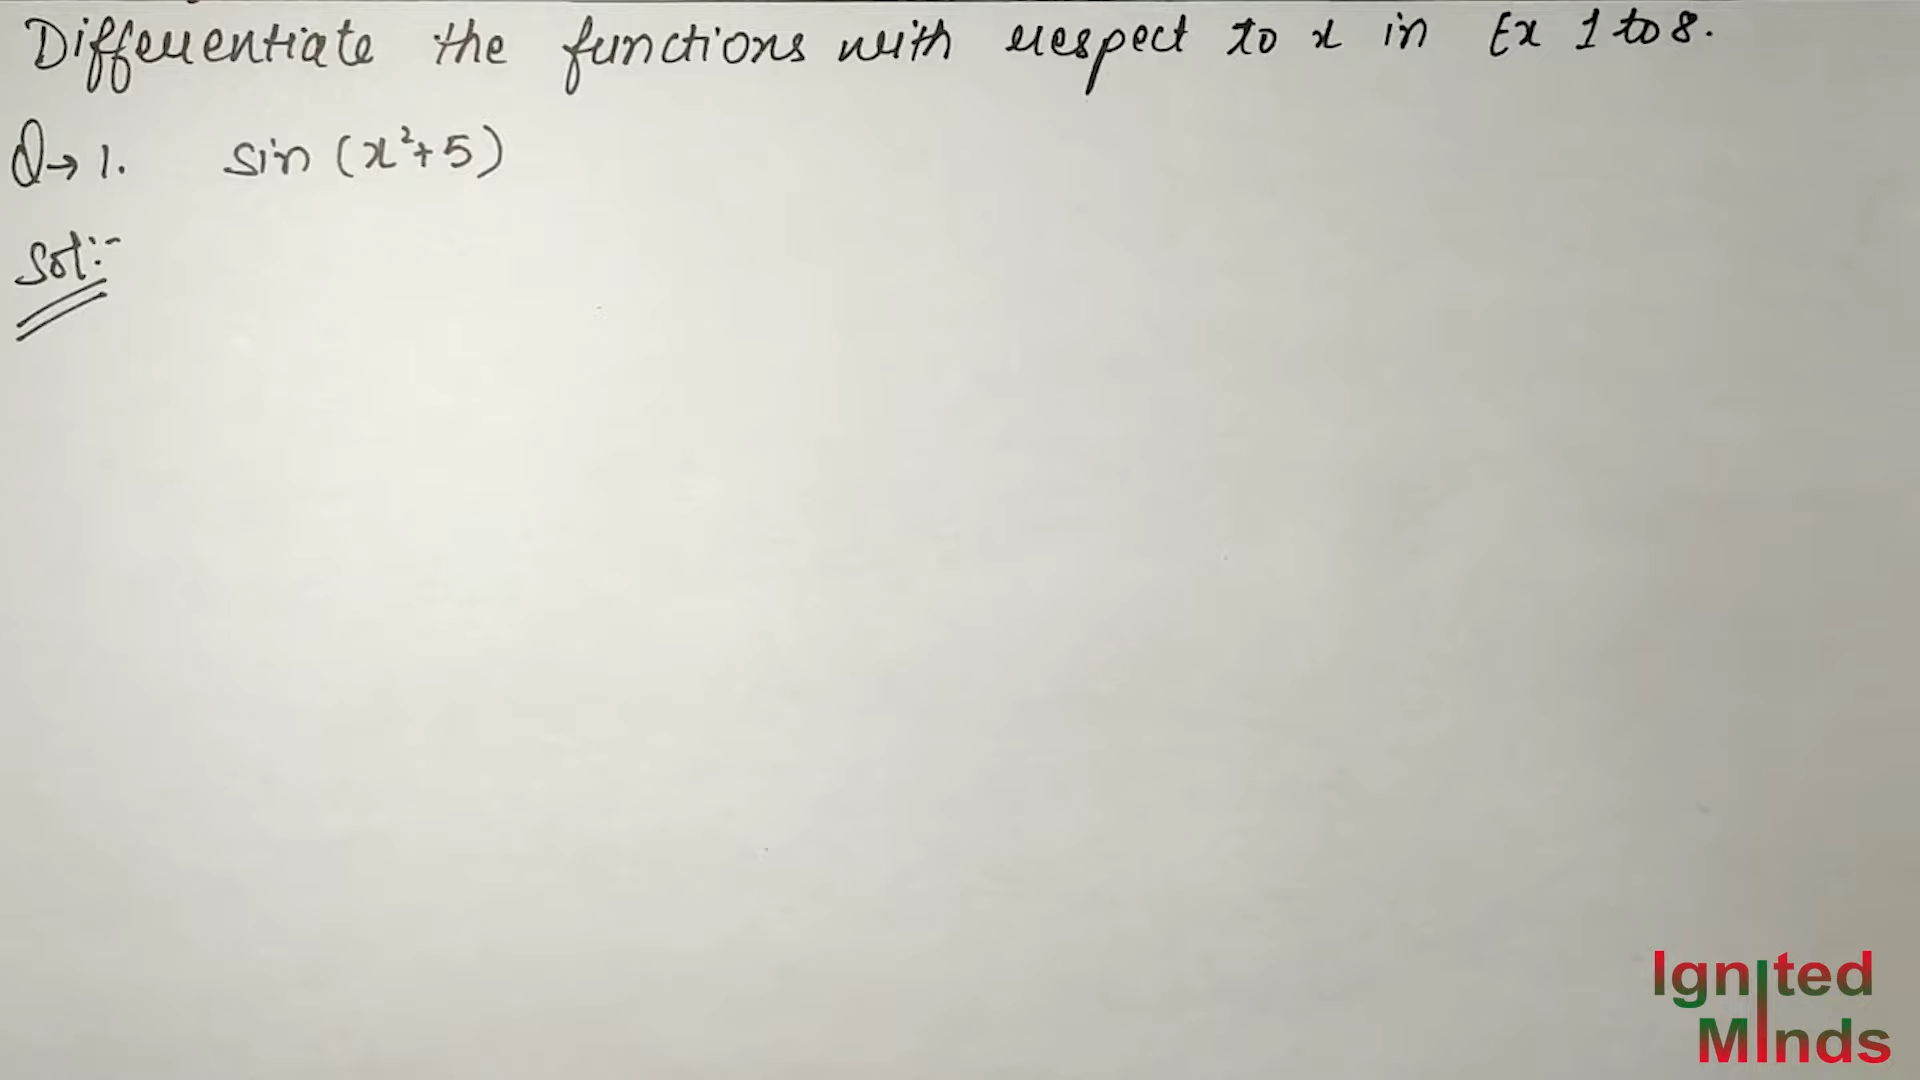 Differentiate the functions with respect to x in Ex 1 to 8.
Q→1. sin (x²+5)
Sol:-
Ignited
Minds